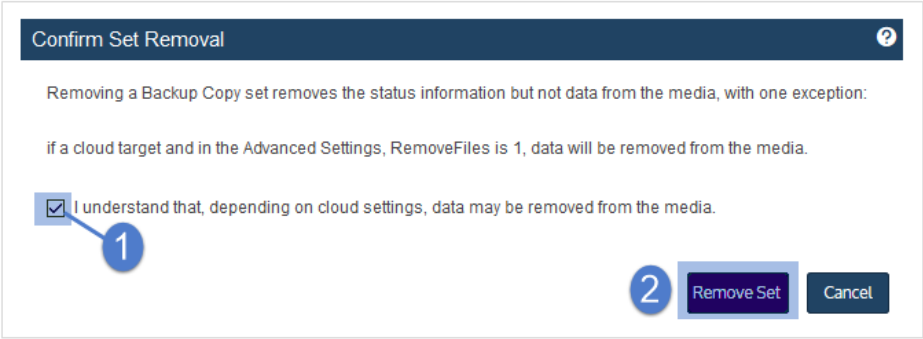 Confirm Set Removal ?
Removing a Backup Copy set removes the status information but not data from the media, with one exception:
if a cloud target and in the Advanced Settings, RemoveFiles is 1, data will be removed from the media.
I understand that, depending on cloud settings, data may be removed from the media.
1
2 Remove Set Cancel